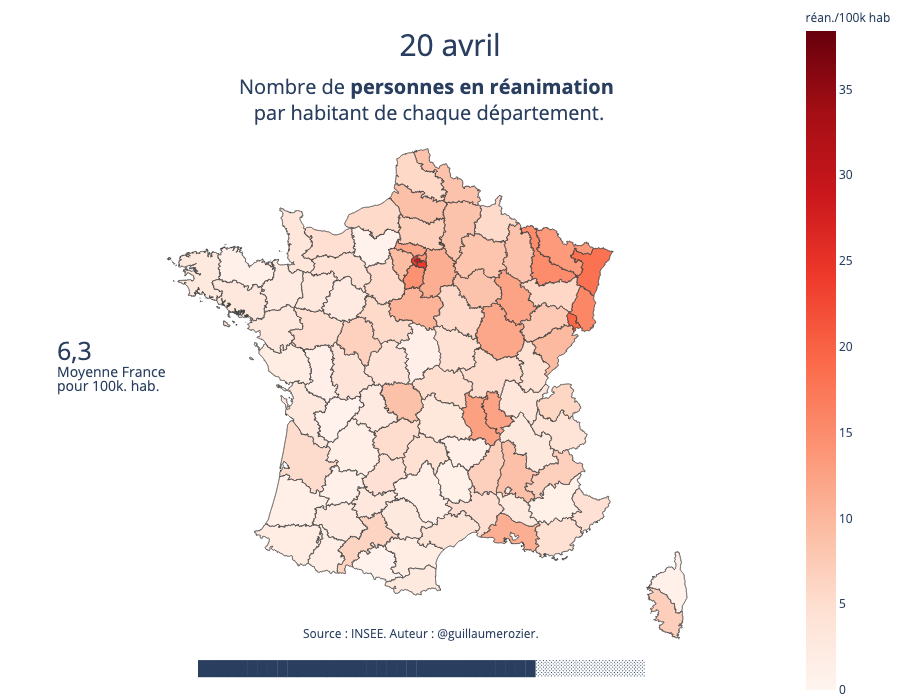 réan./100k hab
20 avril
Nombre de personnes en réanimation
par habitant de chaque département.
35
30
25
20
15
10
5
0
6,3
Moyenne France
pour 100k. hab.
Source : INSEE. Auteur : @guillaumerozier.